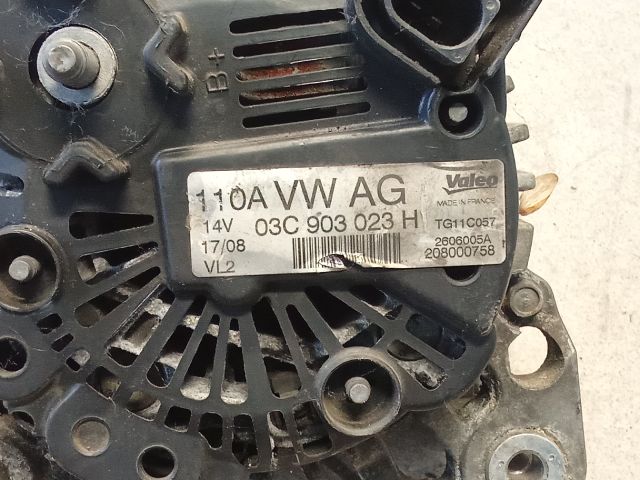 B+
110A VW AG
Valeo
MADE IN FRANCE
14V 03C 903 023 H
TG11C057
17/08
2606005A
VL2
208000758